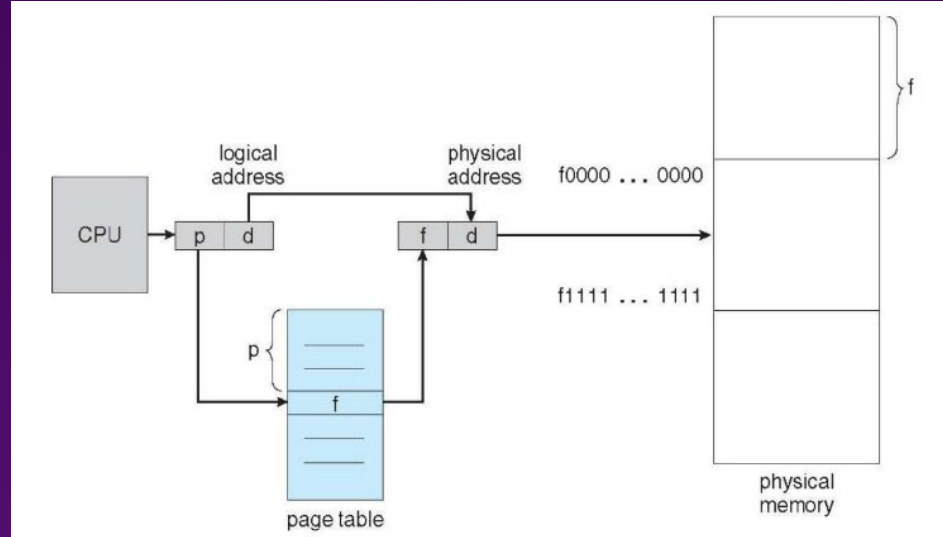 f
logical
address
physical
address
f0000 ... 0000
CPU
p
d
f
d
f1111 ... 1111
p
f
physical
memory
page table